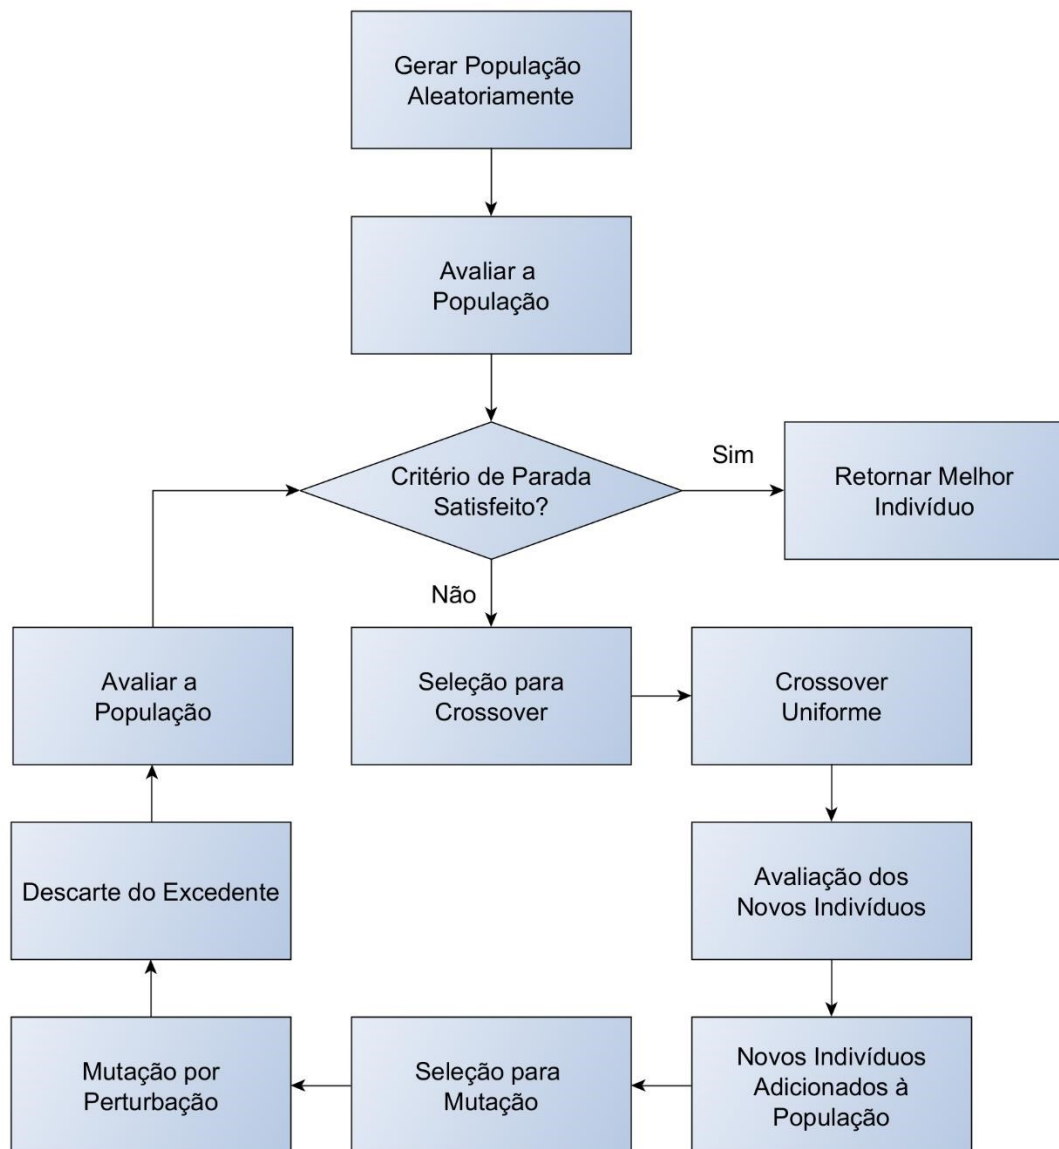 Gerar População
Aleatoriamente
Avaliar a
População
Critério de Parada
Satisfeito?
Sim
Retornar Melhor
Indivíduo
Não
Seleção para
Crossover
Crossover
Uniforme
Avaliação dos
Novos Indivíduos
Novos Indivíduos
Adicionados à
População
Seleção para
Mutação
Mutação por
Perturbação
Descarte do Excedente
Avaliar a
População